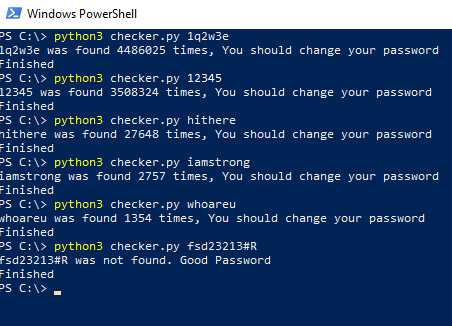 Windows PowerShell
PS C:\> python3 checker.py 1q2w3e
1q2w3e was found 4486025 times, You should change your password
Finished
PS C:\> python3 checker.py 12345
12345 was found 3508324 times, You should change your password
Finished
PS C:\> python3 checker.py hithere
hithere was found 27648 times, You should change your password
Finished
PS C:\> python3 checker.py iamstrong
iamstrong was found 2757 times, You should change your password
Finished
PS C:\> python3 checker.py whoareu
whoareu was found 1354 times, You should change your password
Finished
PS C:\> python3 checker.py fsd23213#R
fsd23213#R was not found. Good Password
Finished
PS C:\>